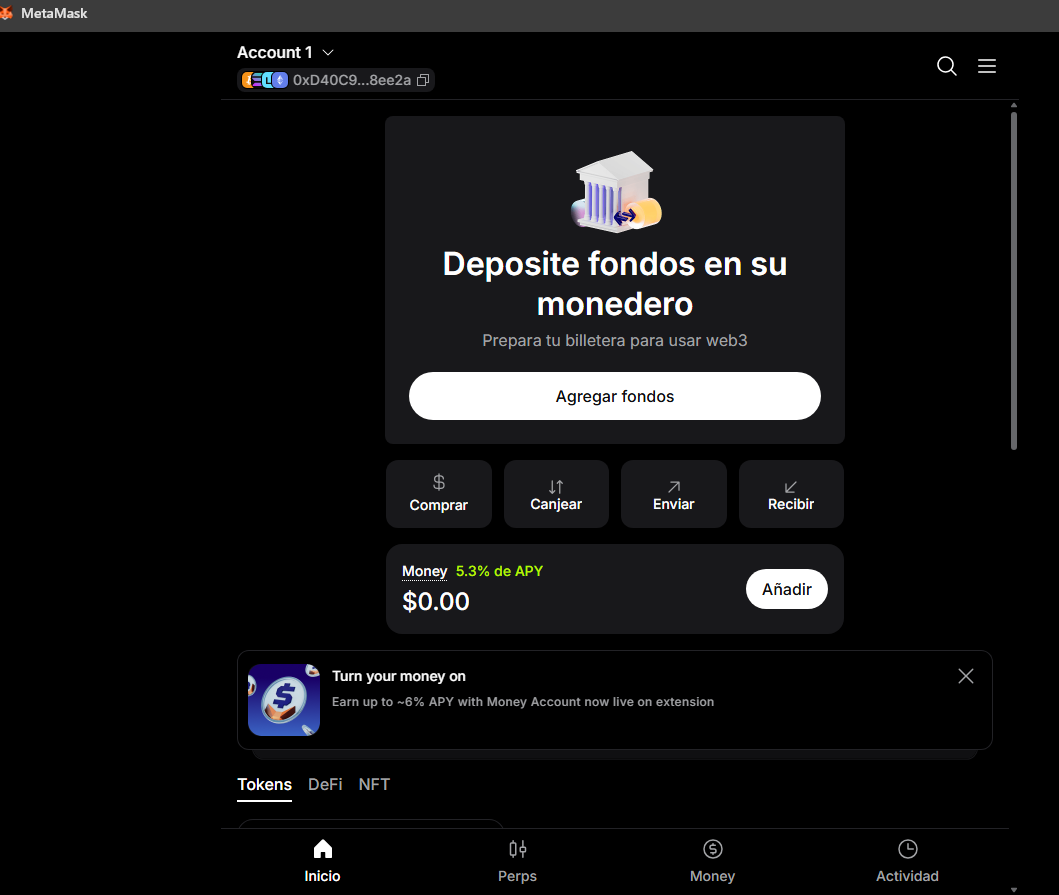 MetaMask
Account 1
0xD40C9...8ee2a
Deposite fondos en su
monedero
Prepara tu billetera para usar web3
Agregar fondos
Comprar
Canjear
Enviar
Recibir
Money 5.3% de APY
$0.00
Añadir
Turn your money on
Earn up to ~6% APY with Money Account now live on extension
Tokens DeFi NFT
Inicio
Perps
Money
Actividad